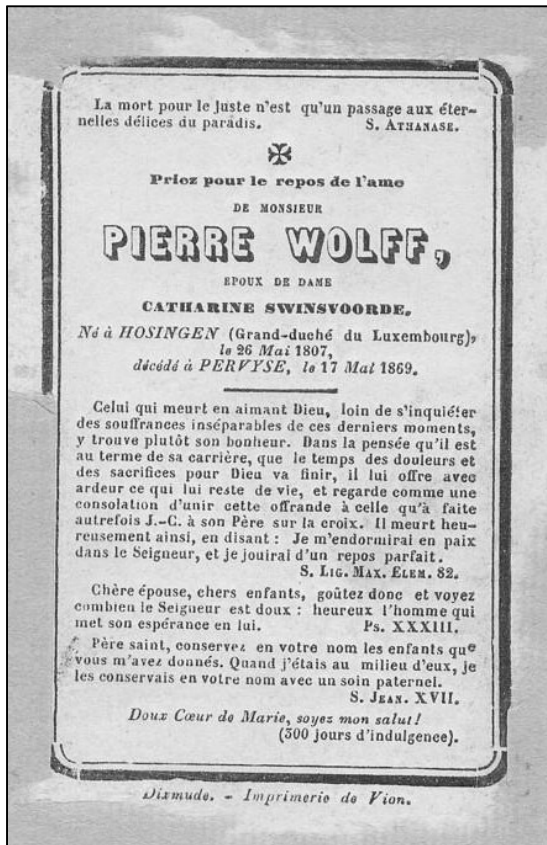 La mort pour le juste n'est qu'un passage aux éter-
nelles délices du paradis. S. ATHANASE.
Priez pour le repos de l'ame
DE MONSIEUR
PIERRE WOLFF,
EPOUX DE DAME
CATHARINE SWINSVOORDE.
Né à HOSINGEN (Grand-duché du Luxembourg),
le 26 Mai 1807,
décédé à PERVYSE, le 17 Mai 1869.
Celui qui meurt en aimant Dieu, loin de s'inquiéter
des souffrances inséparables de ces derniers moments,
y trouve plutôt son bonheur. Dans la pensée qu'il est
au terme de sa carrière, que le temps des douleurs et
des sacrifices pour Dieu va finir, il lui offre avec
ardeur ce qui lui reste de vie, et regarde comme une
consolation d'unir cette offrande à celle qu'à faite
autrefois J.-C. à son Père sur la croix. Il meurt heu-
reusement ainsi, en disant : Je m'endormirai en paix
dans le Seigneur, et je jouirai d'un repos parfait.
S. LIG. MAX. ELEM. 82.
Chère épouse, chers enfants, goûtez donc et voyez
combien le Seigneur est doux : heureux l'homme qui
met son espérance en lui. Ps. XXXIII.
Père saint, conservez en votre nom les enfants que
vous m'avez donnés. Quand j'étais au milieu d'eux, je
les conservais en votre nom avec un soin paternel.
S. JEAN. XVII.
Doux Cœur de Marie, soyez mon salut!
(300 jours d'indulgence).
Dixmude. - Imprimerie de Vion.